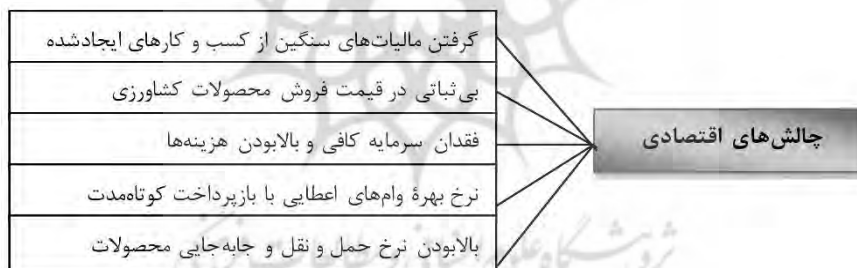 گرفتن مالیات‌های سنگین از کسب و کارهای ایجادشده
بی‌ثباتی در قیمت فروش محصولات کشاورزی
فقدان سرمایه کافی و بالابودن هزینه‌ها
نرخ بهرهٔ وام‌های اعطایی با بازپرداخت کوتاه‌مدت
بالابودن نرخ حمل و نقل و جابه‌جایی محصولات
چالش‌های اقتصادی